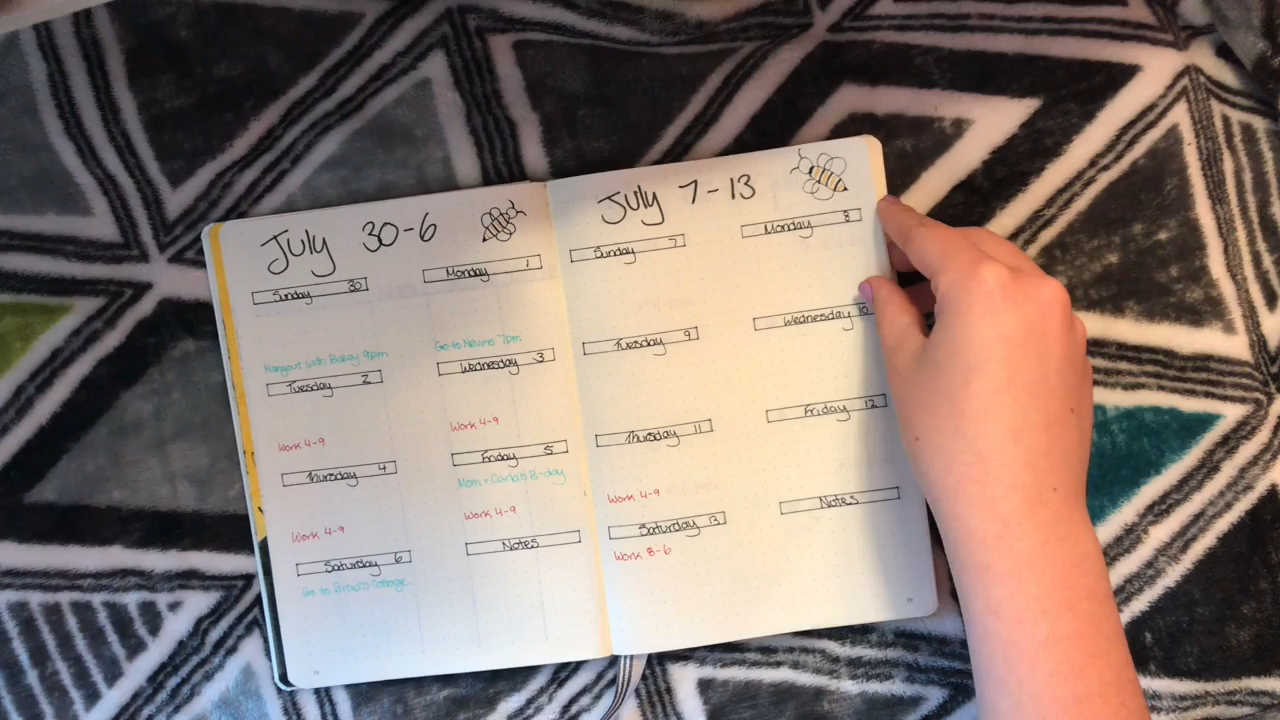 July 30-6
Sunday 30
Monday 1
Hangout with Bailey 9pm
Go to Nevins 7pm
Tuesday 2
Wednesday 3
Work 4-9
Work 4-9
Thursday 4
Friday 5
Mom + Carla's B-day
Work 4-9
Work 4-9
Saturday 6
Notes
Go to Brad's Cottage
July 7-13
Sunday 7
Monday 8
Tuesday 9
Wednesday 10
Thursday 11
Friday 12
Work 4-9
Saturday 13
Notes
Work 8-6